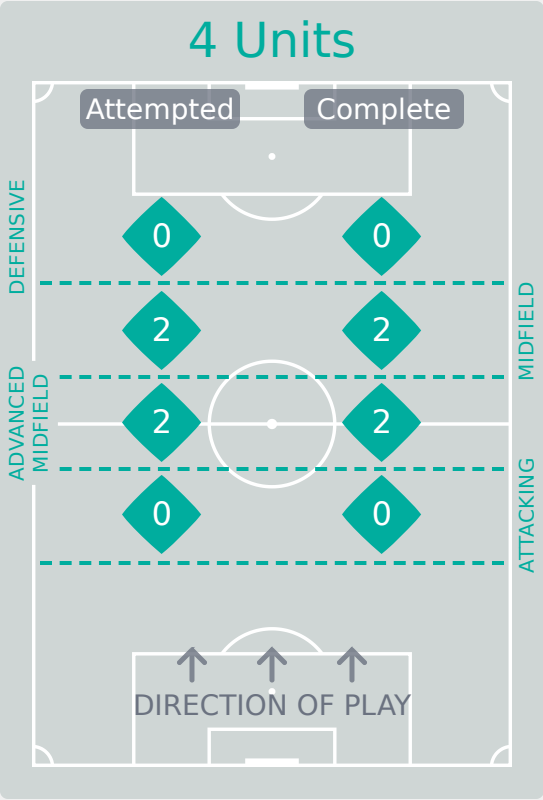 4 Units
Attempted
Complete
DEFENSIVE
0
0
MIDFIELD
2
2
ADVANCED
MIDFIELD
2
2
ATTACKING
0
0
DIRECTION OF PLAY